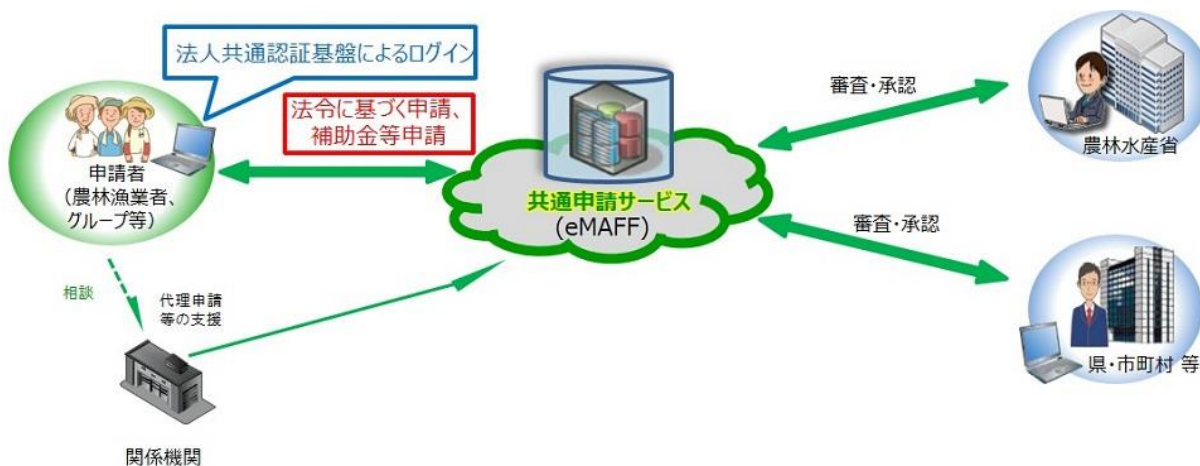 法人共通認証基盤によるログイン
法令に基づく申請、
補助金等申請
申請者
(農林漁業者、
グループ等)
相談
代理申請
等の支援
関係機関
共通申請サービス
(eMAFF)
審査・承認
農林水産省
審査・承認
県・市町村 等